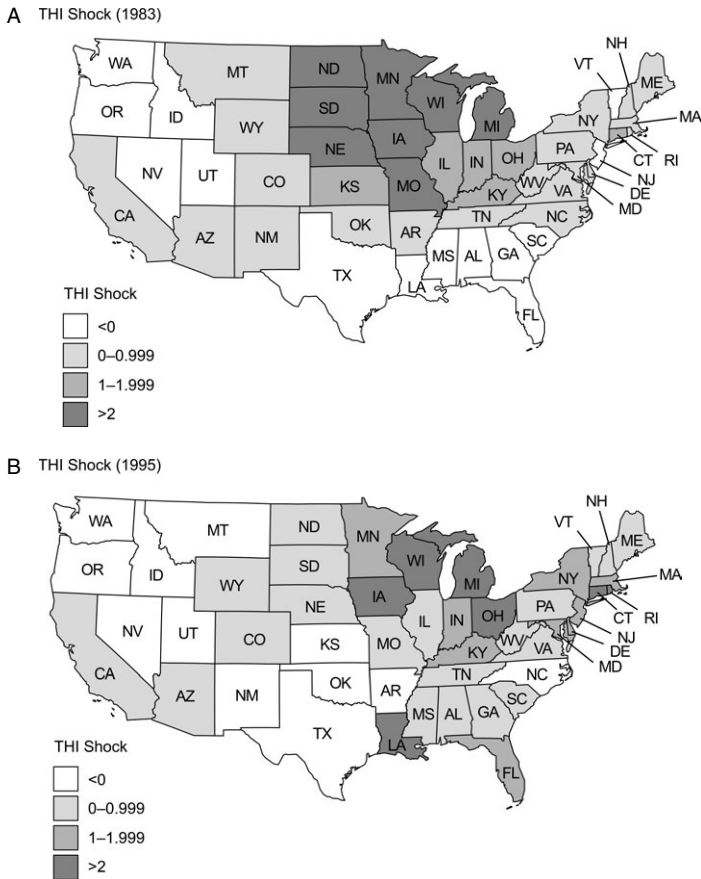 A THI Shock (1983)
NH
WA VT
MT ND MN ME
OR ID SD WI NY MA
WY MI
NE IA PA RI
NV UT CO IL IN OH CT
NJ
CA KS MO KY WV VA DE
MD
AZ NM OK AR TN NC
SC
TX MS AL GA
LA
FL
THI Shock
<0
0–0.999
1–1.999
>2
B THI Shock (1995)
NH
WA VT
MT ND MN ME
OR ID SD WI NY MA
WY MI
NE IA PA RI
NV UT CO IL IN OH CT
NJ
CA KS MO KY WV VA DE
MD
AZ NM OK AR TN NC
SC
TX MS AL GA
LA
FL
THI Shock
<0
0–0.999
1–1.999
>2